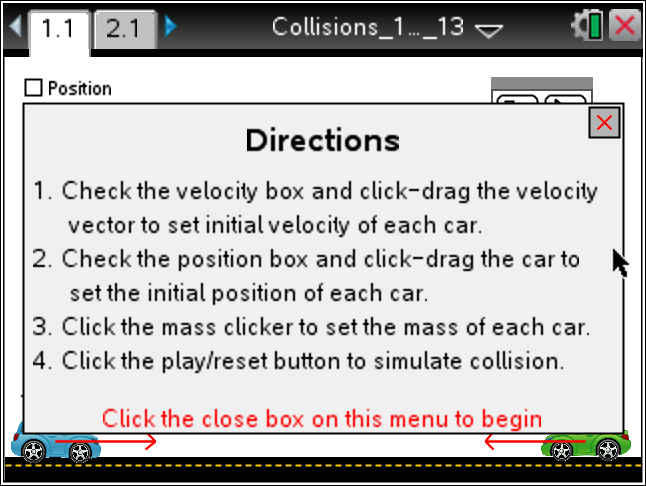 1.1 2.1 Collisions_1..._13
Position
Directions
1. Check the velocity box and click-drag the velocity
vector to set initial velocity of each car.
2. Check the position box and click-drag the car to
set the initial position of each car.
3. Click the mass clicker to set the mass of each car.
4. Click the play/reset button to simulate collision.
Click the close box on this menu to begin